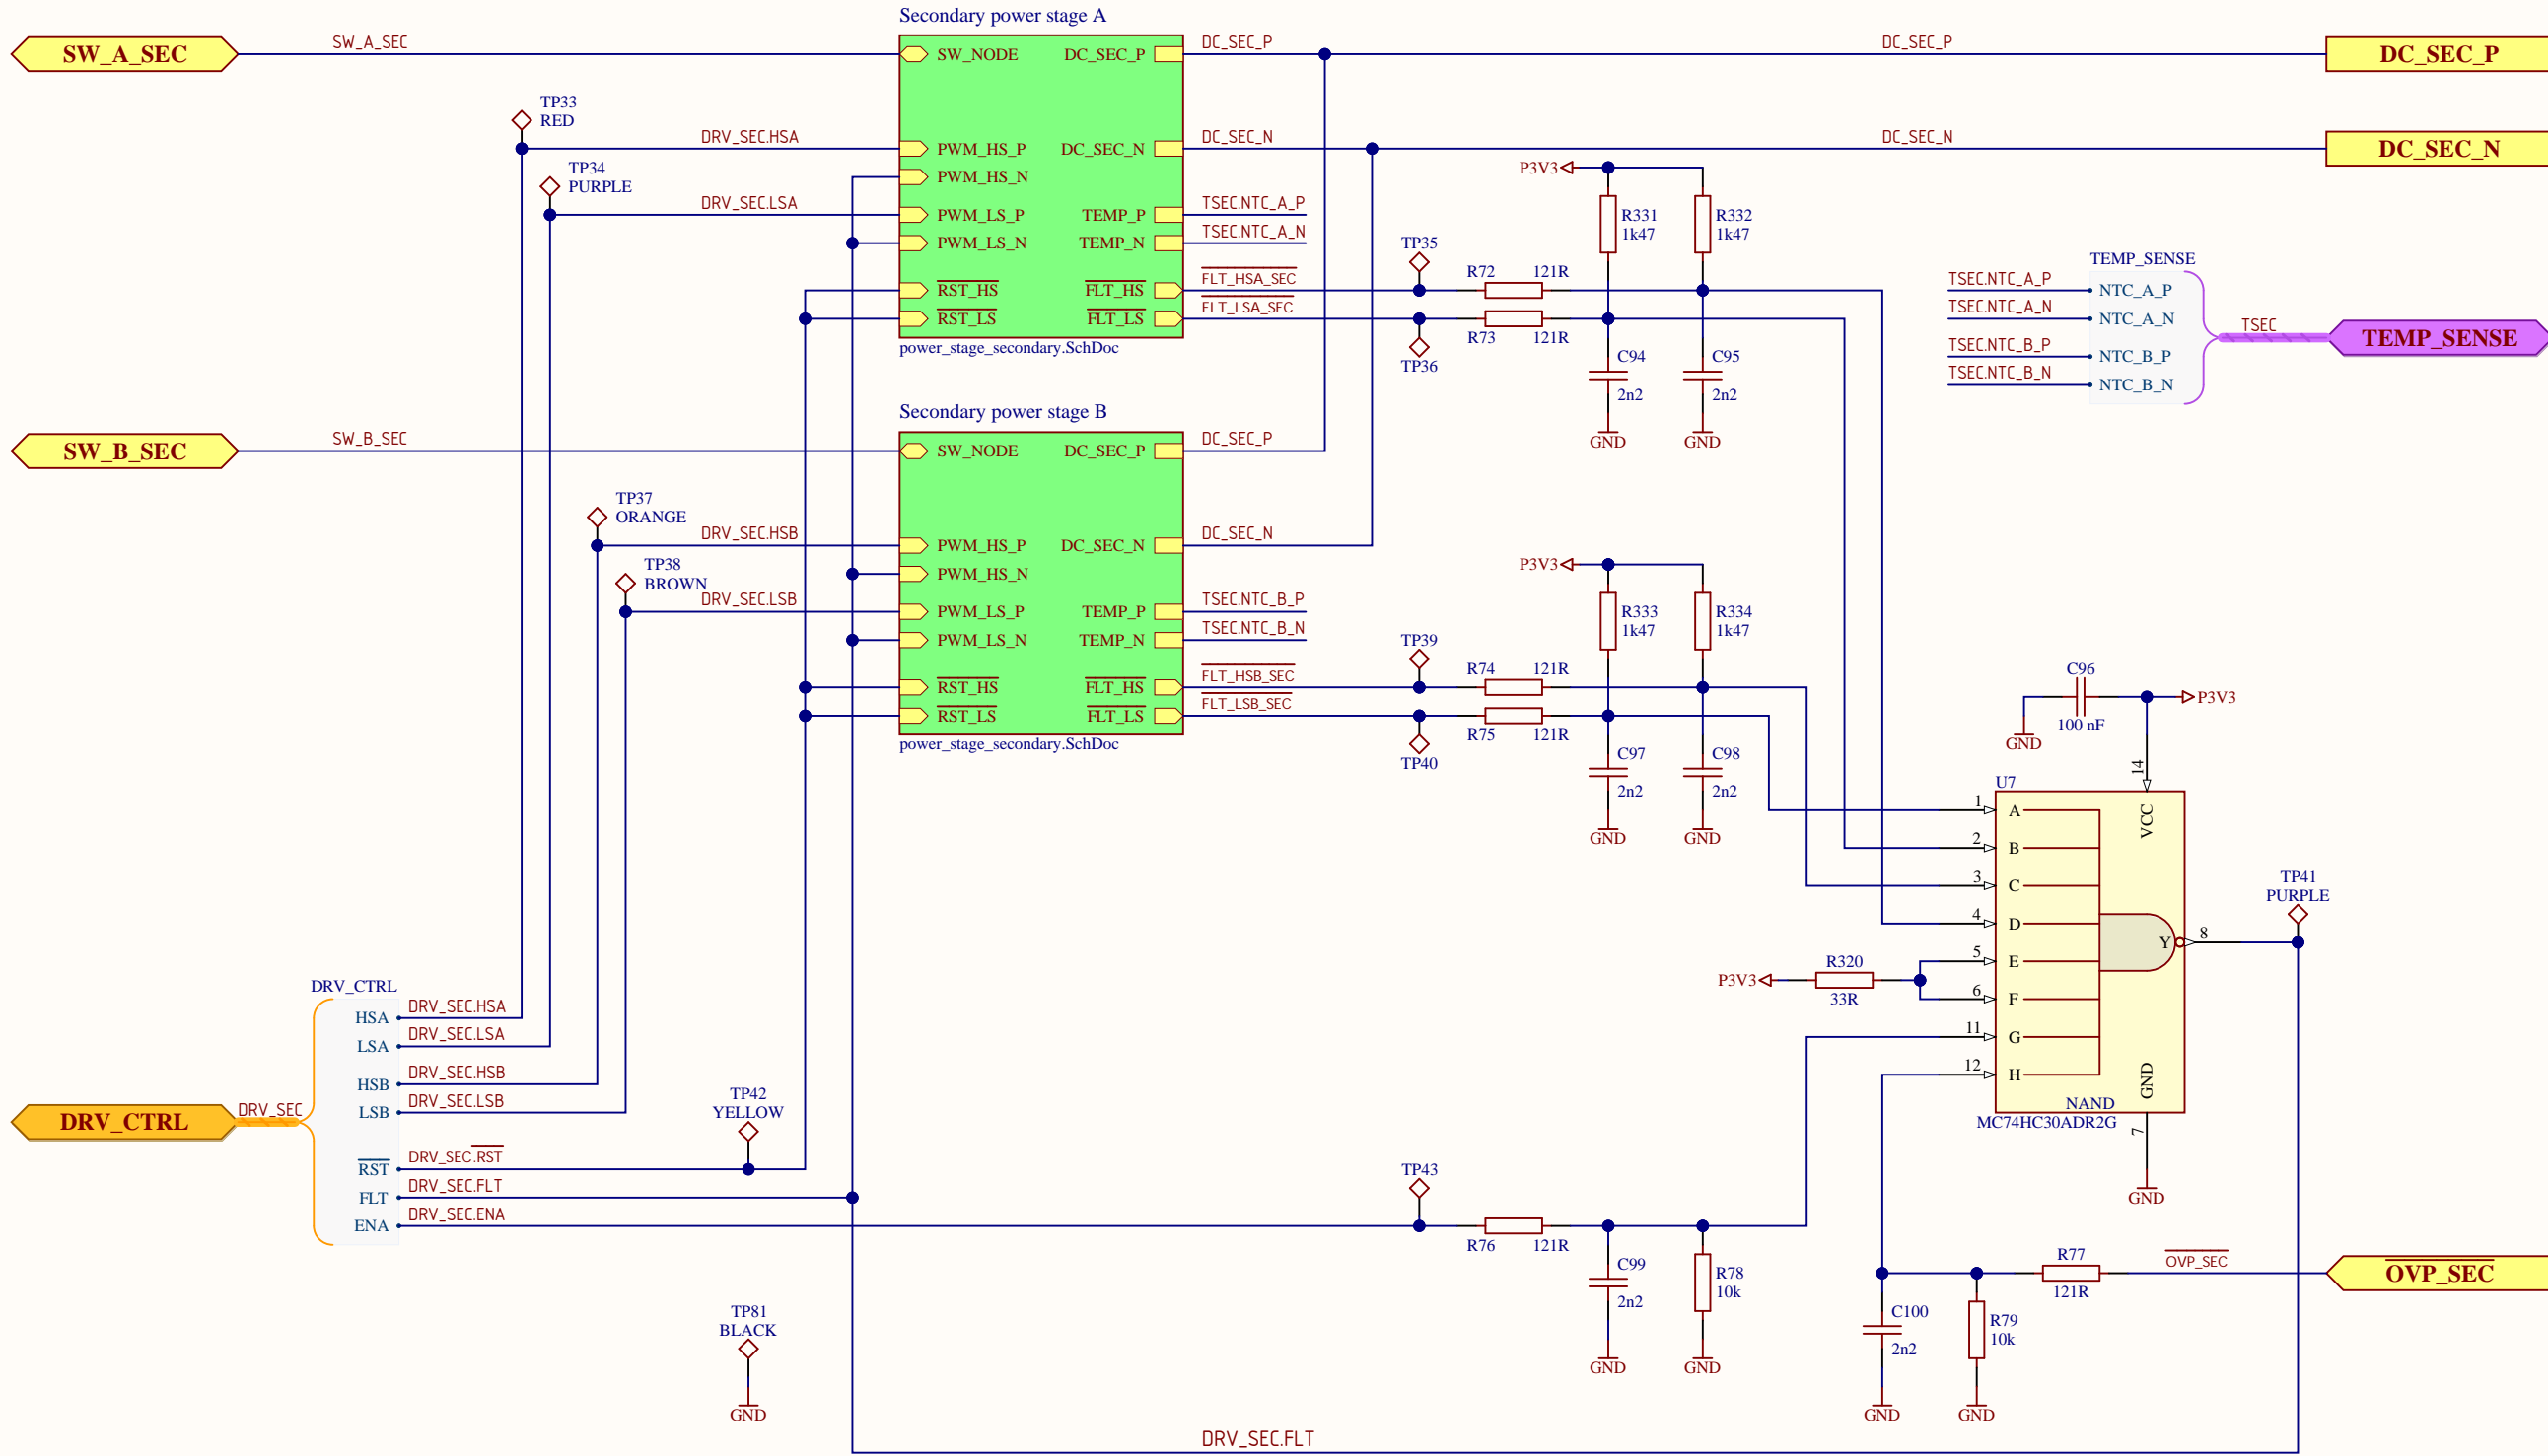 Secondary power stage A
SW_A_SEC
SW_A_SEC
SW_NODE
DC_SEC_P
DC_SEC_P
DC_SEC_P
DC_SEC_P
TP33
RED
DRV_SEC.HSA
PWM_HS_P
DC_SEC_N
DC_SEC_N
DC_SEC_N
DC_SEC_N
PWM_HS_N
P3V3
TP34
PURPLE
DRV_SEC.LSA
PWM_LS_P
TEMP_P
TSEC.NTC_A_P
PWM_LS_N
TEMP_N
TSEC.NTC_A_N
R331
1k47
R332
1k47
TP35
RST_HS
FLT_HS
FLT_HSA_SEC
R72
121R
RST_LS
FLT_LS
FLT_LSA_SEC
R73
121R
TP36
power_stage_secondary.SchDoc
C94
2n2
C95
2n2
GND
GND
TEMP_SENSE
TSEC.NTC_A_P
NTC_A_P
TSEC.NTC_A_N
NTC_A_N
TSEC.NTC_B_P
NTC_B_P
TSEC.NTC_B_N
NTC_B_N
TSEC
TEMP_SENSE
Secondary power stage B
SW_B_SEC
SW_B_SEC
SW_NODE
DC_SEC_P
DC_SEC_P
TP37
ORANGE
DRV_SEC.HSB
PWM_HS_P
DC_SEC_N
DC_SEC_N
PWM_HS_N
P3V3
TP38
BROWN
DRV_SEC.LSB
PWM_LS_P
TEMP_P
TSEC.NTC_B_P
PWM_LS_N
TEMP_N
TSEC.NTC_B_N
R333
1k47
R334
1k47
TP39
RST_HS
FLT_HS
FLT_HSB_SEC
R74
121R
RST_LS
FLT_LS
FLT_LSB_SEC
R75
121R
TP40
power_stage_secondary.SchDoc
C97
2n2
C98
2n2
GND
GND
C96
100 nF
P3V3
GND
14
U7
VCC
1
A
2
B
3
C
4
D
5
E
6
F
11
G
12
H
Y
8
TP41
PURPLE
P3V3
R320
33R
GND
NAND
MC74HC30ADR2G
7
GND
DRV_CTRL
HSA
DRV_SEC.HSA
LSA
DRV_SEC.LSA
HSB
DRV_SEC.HSB
LSB
DRV_SEC.LSB
DRV_CTRL
DRV_SEC
RST
DRV_SEC.RST
FLT
DRV_SEC.FLT
ENA
DRV_SEC.ENA
TP42
YELLOW
TP43
R76
121R
C99
2n2
R78
10k
GND
GND
R77
121R
OVP_SEC
OVP_SEC
C100
2n2
R79
10k
GND
GND
TP81
BLACK
GND
DRV_SEC.FLT